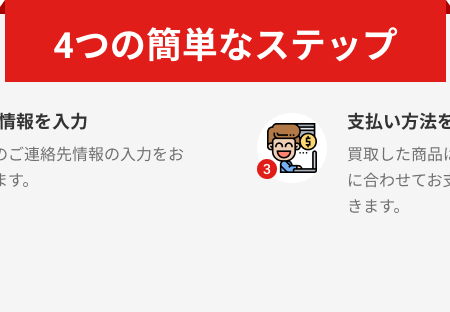 4つの簡単なステップ
情報を入力
のご連絡先情報の入力をお
ます。
3
支払い方法を
買取した商品は
に合わせてお支
きます。